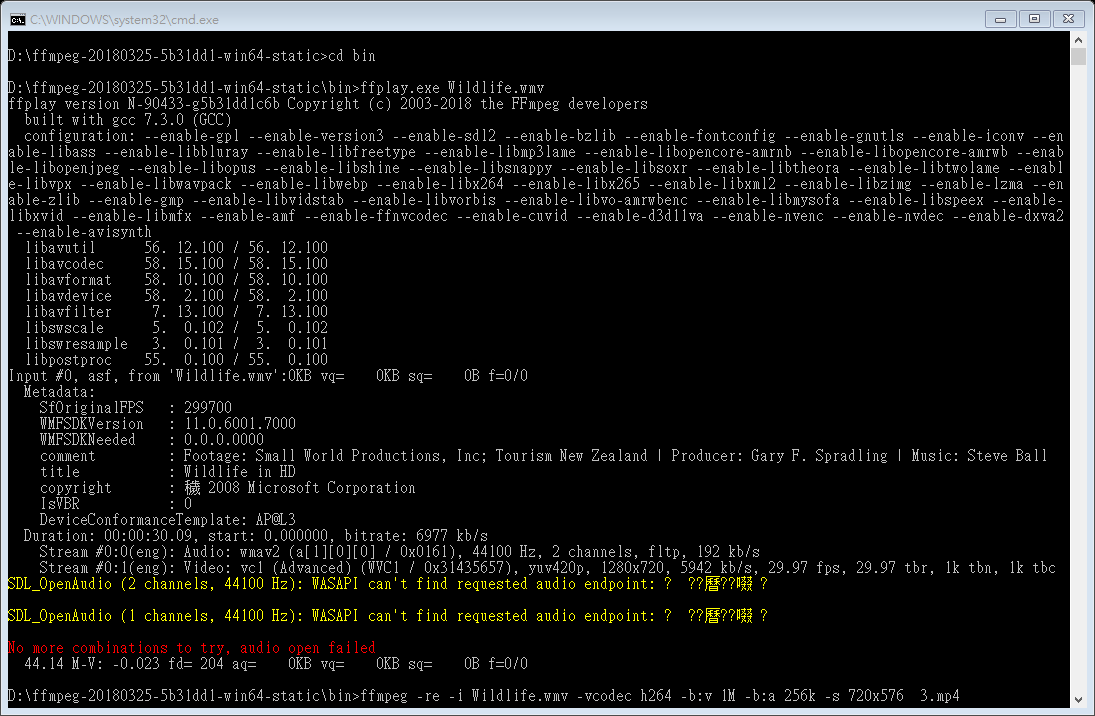 C:\WINDOWS\system32\cmd.exe
D:\ffmpeg-20180325-5b31dd1-win64-static>cd bin
D:\ffmpeg-20180325-5b31dd1-win64-static\bin>ffplay.exe Wildlife.wmv
ffplay version N-90433-g5b31dd1c6b Copyright (c) 2003-2018 the FFmpeg developers
built with gcc 7.3.0 (GCC)
configuration: --enable-gpl --enable-version3 --enable-sdl2 --enable-bzlib --enable-fontconfig --enable-gnutls --enable-iconv --en
able-libass --enable-libbluray --enable-libfreetype --enable-libmp3lame --enable-libopencore-amrnb --enable-libopencore-amrwb --enab
le-libopenjpeg --enable-libopus --enable-libshine --enable-libsnappy --enable-libsoxr --enable-libtheora --enable-libtwolame --enabl
e-libvpx --enable-libwavpack --enable-libwebp --enable-libx264 --enable-libx265 --enable-libxml2 --enable-libzimg --enable-lzma --en
able-zlib --enable-gmp --enable-libvidstab --enable-libvorbis --enable-libvo-amrwbenc --enable-libmysofa --enable-libspeex --enable-
libxvid --enable-libmfx --enable-amf --enable-ffnvcodec --enable-cuvid --enable-d3d11va --enable-nvenc --enable-nvdec --enable-dxva2
--enable-avisynth
libavutil 56. 12.100 / 56. 12.100
libavcodec 58. 15.100 / 58. 15.100
libavformat 58. 10.100 / 58. 10.100
libavdevice 58. 2.100 / 58. 2.100
libavfilter 7. 13.100 / 7. 13.100
libswscale 5. 0.102 / 5. 0.102
libswresample 3. 0.101 / 3. 0.101
libpostproc 55. 0.100 / 55. 0.100
Input #0, asf, from 'Wildlife.wmv':0KB vq= 0KB sq= 0B f=0/0
Metadata:
SfOriginalFPS : 299700
WMFSDKVersion : 11.0.6001.7000
WMFSDKNeeded : 0.0.0.0000
comment : Footage: Small World Productions, Inc; Tourism New Zealand | Producer: Gary F. Spradling | Music: Steve Ball
title : Wildlife in HD
copyright : 穢 2008 Microsoft Corporation
IsVBR : 0
DeviceConformanceTemplate: AP@L3
Duration: 00:00:30.09, start: 0.000000, bitrate: 6977 kb/s
Stream #0:0(eng): Audio: wmav2 (a[1][0][0] / 0x0161), 44100 Hz, 2 channels, fltp, 192 kb/s
Stream #0:1(eng): Video: vc1 (Advanced) (WVC1 / 0x31435657), yuv420p, 1280x720, 5942 kb/s, 29.97 fps, 29.97 tbr, 1k tbn, 1k tbc
SDL_OpenAudio (2 channels, 44100 Hz): WASAPI can't find requested audio endpoint: ? ??曆??啜 ?
SDL_OpenAudio (1 channels, 44100 Hz): WASAPI can't find requested audio endpoint: ? ??曆??啜 ?
No more combinations to try, audio open failed
44.14 M-V: -0.023 fd= 204 aq= 0KB vq= 0KB sq= 0B f=0/0
D:\ffmpeg-20180325-5b31dd1-win64-static\bin>ffmpeg -re -i Wildlife.wmv -vcodec h264 -b:v 1M -b:a 256k -s 720x576 3.mp4